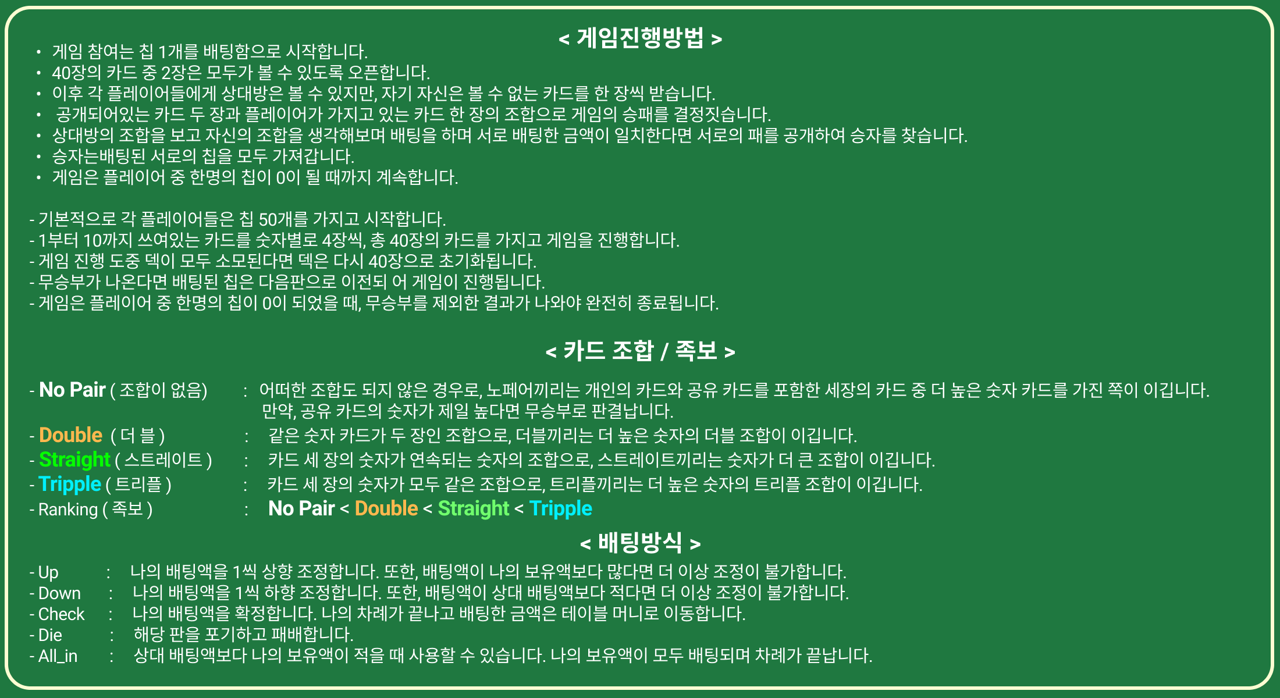 < 게임진행방법 >
• 게임 참여는 칩 1개를 배팅함으로 시작합니다.
• 40장의 카드 중 2장은 모두가 볼 수 있도록 오픈합니다.
• 이후 각 플레이어들에게 상대방은 볼 수 있지만, 자기 자신은 볼 수 없는 카드를 한 장씩 받습니다.
• 공개되어있는 카드 두 장과 플레이어가 가지고 있는 카드 한 장의 조합으로 게임의 승패를 결정짓습니다.
• 상대방의 조합을 보고 자신의 조합을 생각해보며 배팅을 하며 서로 배팅한 금액이 일치한다면 서로의 패를 공개하여 승자를 찾습니다.
• 승자는배팅된 서로의 칩을 모두 가져갑니다.
• 게임은 플레이어 중 한명의 칩이 0이 될 때까지 계속합니다.
- 기본적으로 각 플레이어들은 칩 50개를 가지고 시작합니다.
- 1부터 10까지 쓰여있는 카드를 숫자별로 4장씩, 총 40장의 카드를 가지고 게임을 진행합니다.
- 게임 진행 도중 덱이 모두 소모된다면 덱은 다시 40장으로 초기화됩니다.
- 무승부가 나온다면 배팅된 칩은 다음판으로 이전되 어 게임이 진행됩니다.
- 게임은 플레이어 중 한명의 칩이 0이 되었을 때, 무승부를 제외한 결과가 나와야 완전히 종료됩니다.
< 카드 조합 / 족보 >
- No Pair ( 조합이 없음) : 어떠한 조합도 되지 않은 경우로, 노페어끼리는 개인의 카드와 공유 카드를 포함한 세장의 카드 중 더 높은 숫자 카드를 가진 쪽이 이깁니다.
만약, 공유 카드의 숫자가 제일 높다면 무승부로 판결납니다.
- Double ( 더 블 ) : 같은 숫자 카드가 두 장인 조합으로, 더블끼리는 더 높은 숫자의 더블 조합이 이깁니다.
- Straight ( 스트레이트 ) : 카드 세 장의 숫자가 연속되는 숫자의 조합으로, 스트레이트끼리는 숫자가 더 큰 조합이 이깁니다.
- Tripple ( 트리플 ) : 카드 세 장의 숫자가 모두 같은 조합으로, 트리플끼리는 더 높은 숫자의 트리플 조합이 이깁니다.
- Ranking ( 족보 ) : No Pair < Double < Straight < Tripple
< 배팅방식 >
- Up : 나의 배팅액을 1씩 상향 조정합니다. 또한, 배팅액이 나의 보유액보다 많다면 더 이상 조정이 불가합니다.
- Down : 나의 배팅액을 1씩 하향 조정합니다. 또한, 배팅액이 상대 배팅액보다 적다면 더 이상 조정이 불가합니다.
- Check : 나의 배팅액을 확정합니다. 나의 차례가 끝나고 배팅한 금액은 테이블 머니로 이동합니다.
- Die : 해당 판을 포기하고 패배합니다.
- All_in : 상대 배팅액보다 나의 보유액이 적을 때 사용할 수 있습니다. 나의 보유액이 모두 배팅되며 차례가 끝납니다.